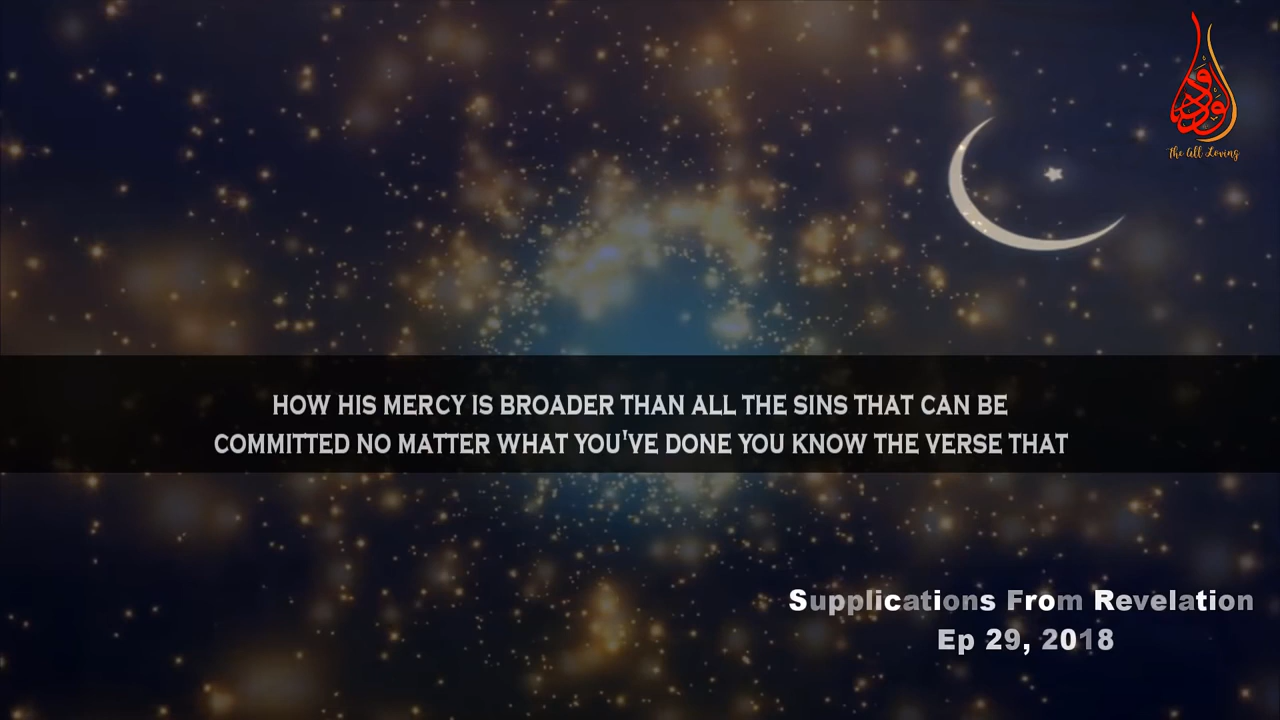 الودود
The All Loving
HOW HIS MERCY IS BROADER THAN ALL THE SINS THAT CAN BE
COMMITTED NO MATTER WHAT YOU'VE DONE YOU KNOW THE VERSE THAT
Supplications From Revelation
Ep 29, 2018